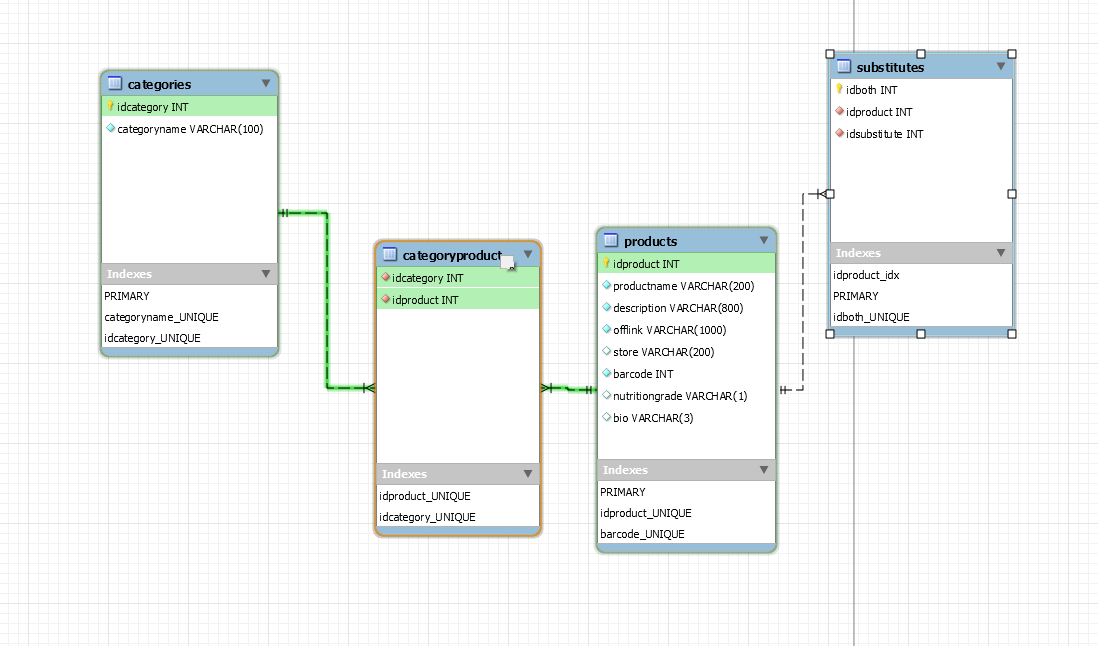 categories
idcategory INT
categoryname VARCHAR(100)
Indexes
PRIMARY
categoryname_UNIQUE
idcategory_UNIQUE
categoryproduct
idcategory INT
idproduct INT
Indexes
idproduct_UNIQUE
idcategory_UNIQUE
products
idproduct INT
productname VARCHAR(200)
description VARCHAR(800)
offlink VARCHAR(1000)
store VARCHAR(200)
barcode INT
nutritiongrade VARCHAR(1)
bio VARCHAR(3)
Indexes
PRIMARY
idproduct_UNIQUE
barcode_UNIQUE
substitutes
idboth INT
idproduct INT
idsubstitute INT
Indexes
idproduct_idx
PRIMARY
idboth_UNIQUE